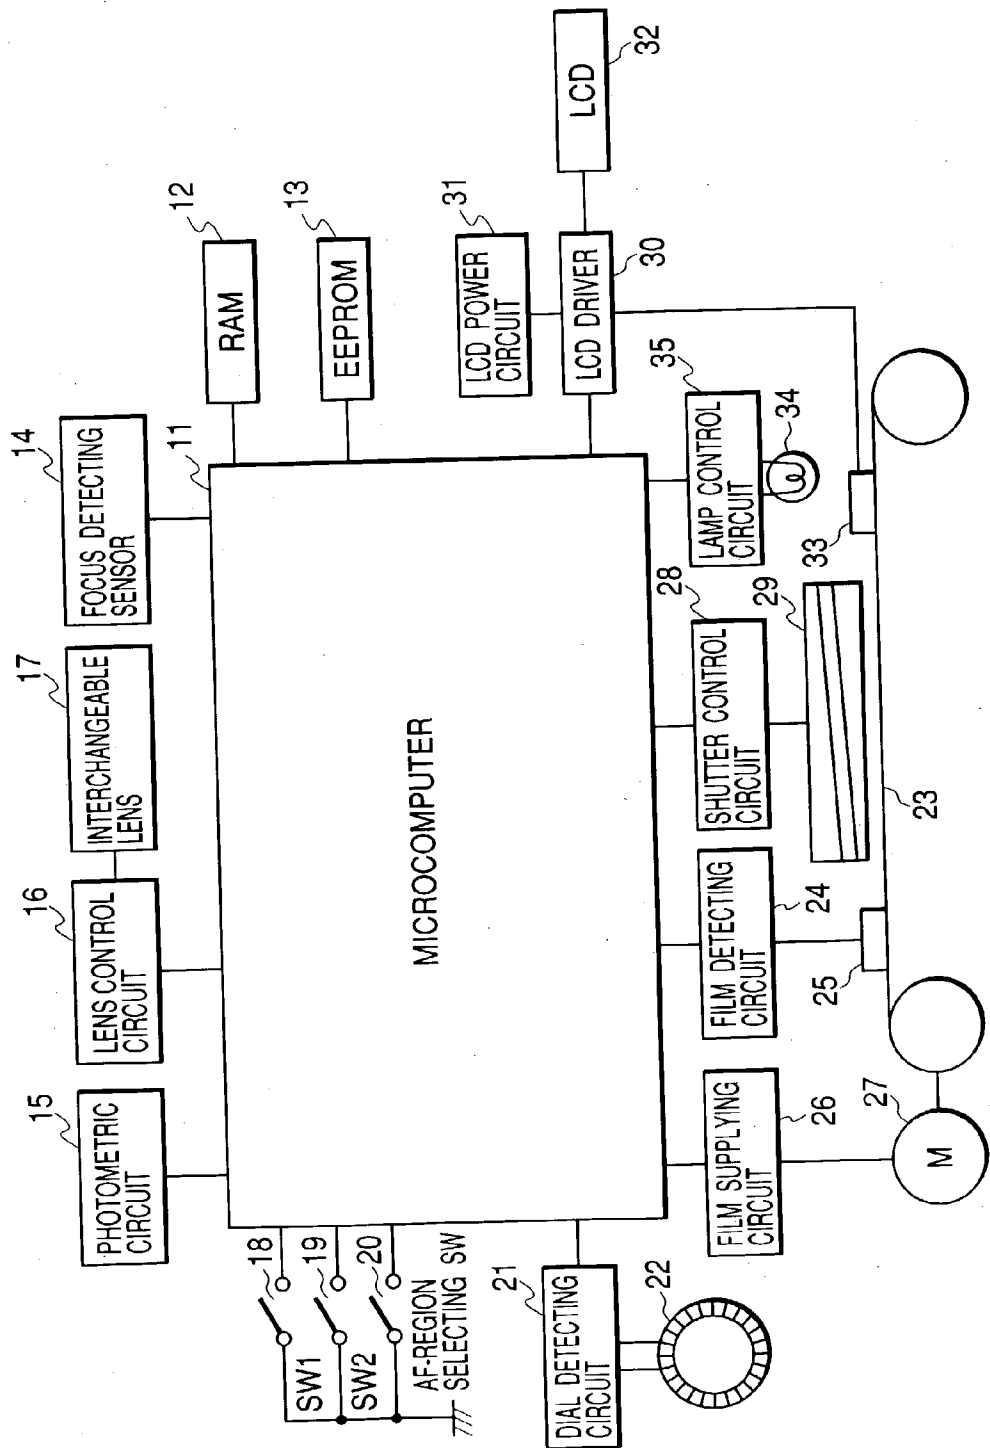 15
PHOTOMETRIC
CIRCUIT
16
LENS CONTROL
CIRCUIT
17
INTERCHANGEABLE
LENS
14
FOCUS DETECTING
SENSOR
11
12
RAM
13
EEPROM
31
LCD POWER
CIRCUIT
LCD DRIVER
30
LCD
32
MICROCOMPUTER
18
SW1
19
SW2
20
AF-REGION
SELECTING SW
21
DIAL DETECTING
CIRCUIT
22
FILM SUPPLYING
CIRCUIT
26
27
M
FILM DETECTING
CIRCUIT
24
25
28
SHUTTER CONTROL
CIRCUIT
29
23
35
LAMP CONTROL
CIRCUIT
34
33